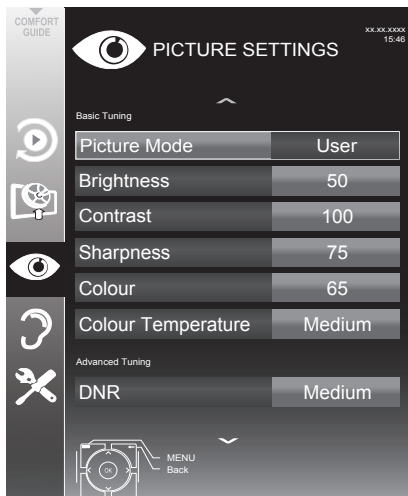 COMFORT
GUIDE
PICTURE SETTINGS
xx.xx.xxxx
15:46
Basic Tuning
Picture Mode User
Brightness 50
Contrast 100
Sharpness 75
Colour 65
Colour Temperature Medium
Advanced Tuning
DNR Medium
MENU
Back
OK